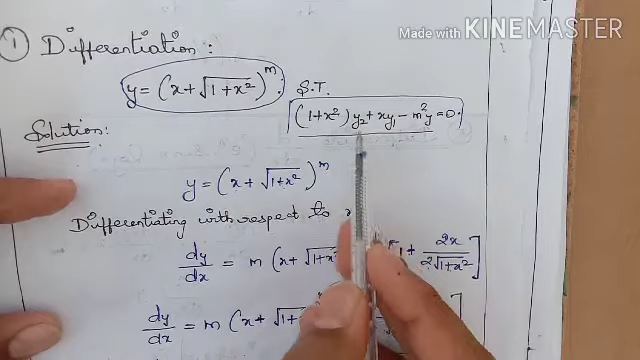 Made with KINEMASTER
① Differentiation:
y = (x+√1+x²)^m. S.T.
(1+x²)y₂ + xy₁ - m²y = 0.
Solution:
y = (x + √1+x²)^m
Differentiating with respect to
dy/dx = m (x + √1+x² 1 + 2x/2√1+x²]
dy/dx = m (x + √1+ ]
dy